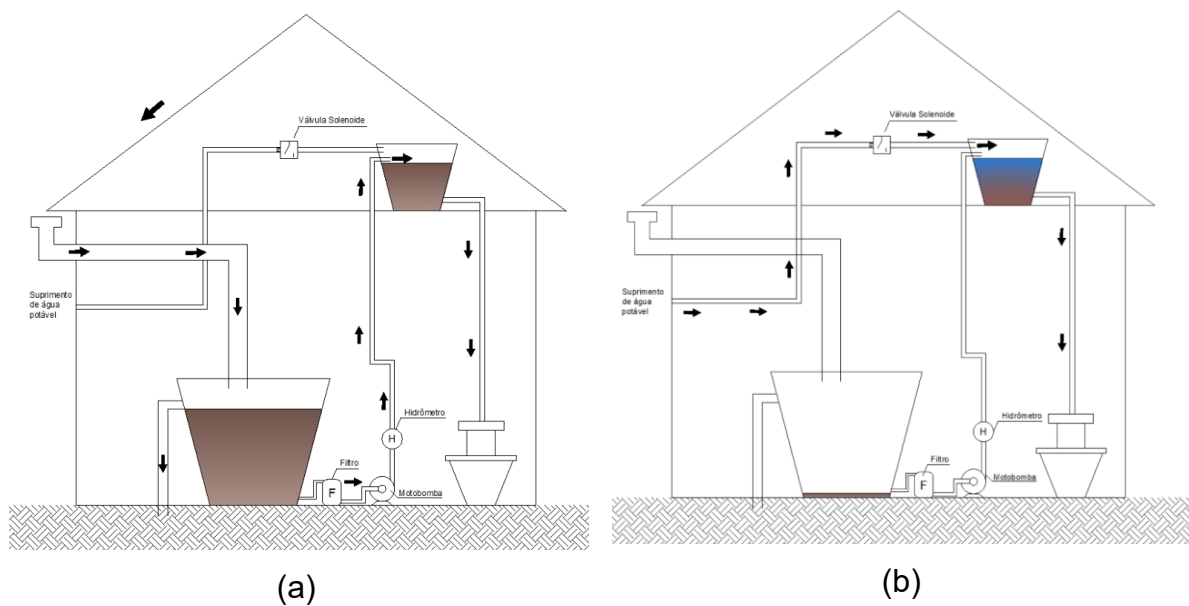 Válvula Solenoide
Suprimento
de água
potável
Hidrômetro
H
Filtro
F
Motobomba
(a)
Válvula Solenoide
Suprimento
de água
potável
Hidrômetro
H
Filtro
F
Motobomba
(b)